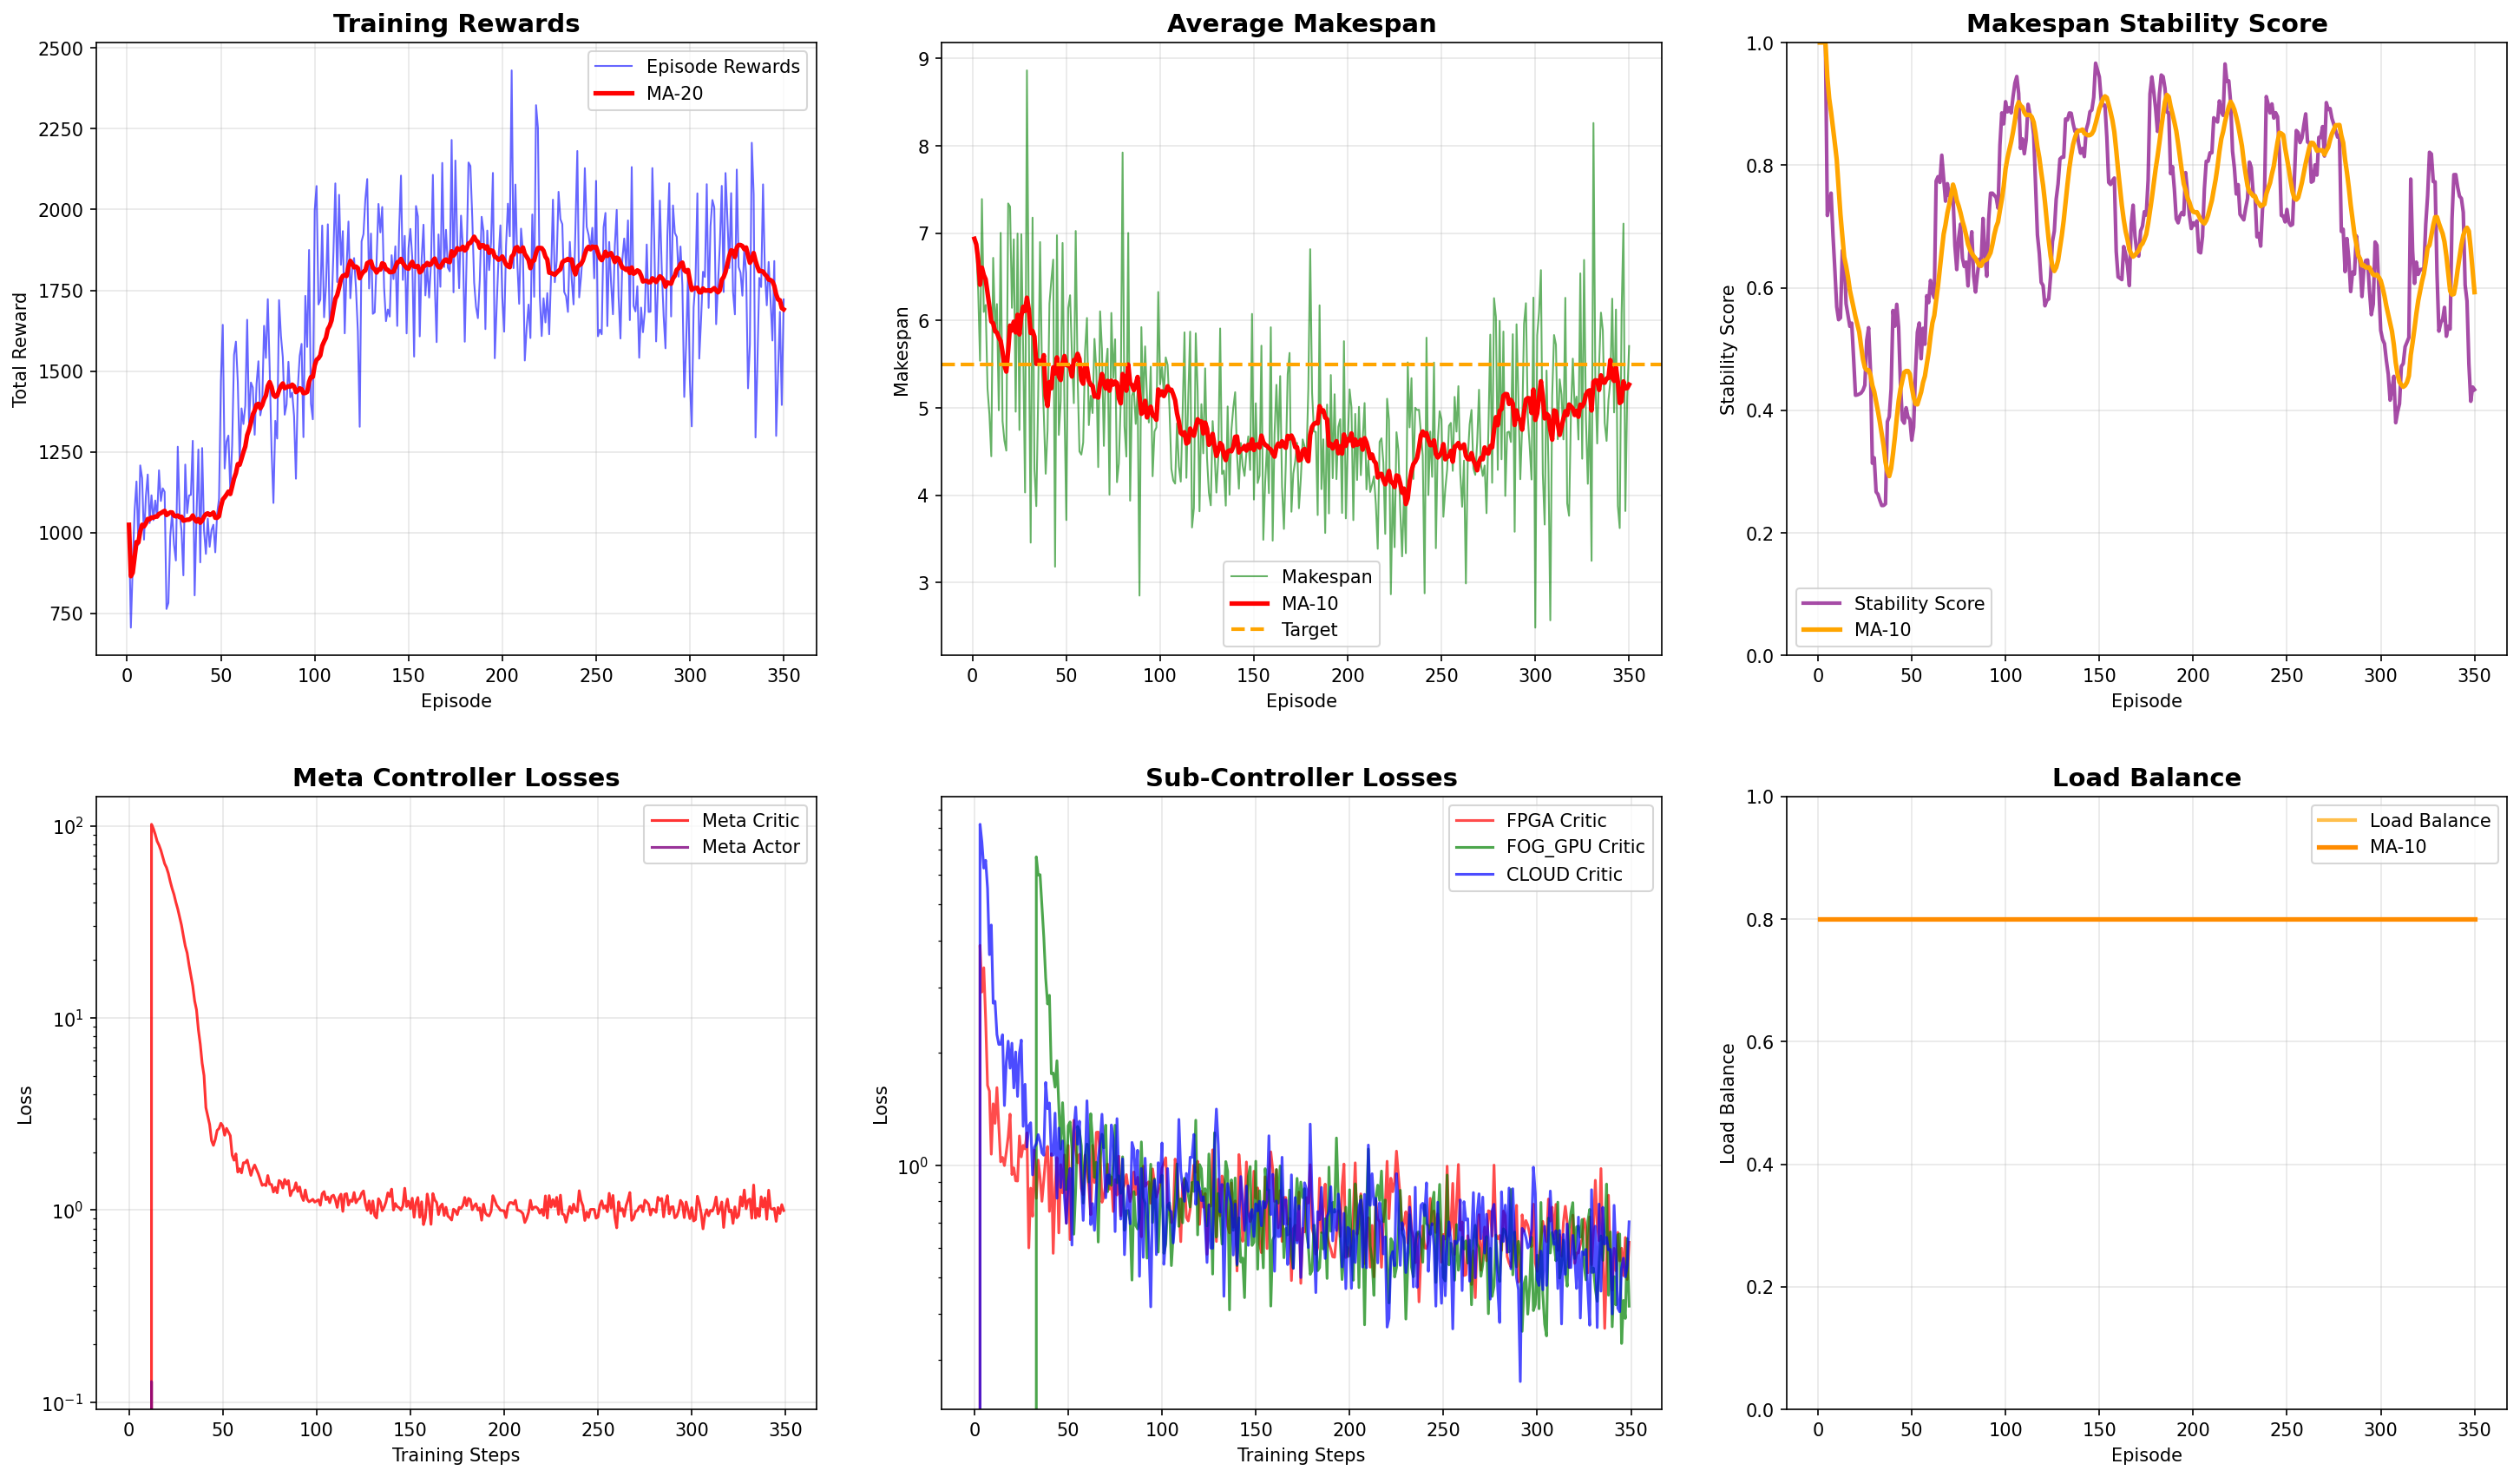 Training Rewards
2500
2250
2000
1750
1500
1250
1000
750
Total Reward
Episode Rewards
MA-20
0 50 100 150 200 250 300 350
Episode
Average Makespan
9
8
7
6
5
4
3
Makespan
Makespan
MA-10
Target
0 50 100 150 200 250 300 350
Episode
Makespan Stability Score
1.0
0.8
0.6
0.4
0.2
0.0
Stability Score
Stability Score
MA-10
0 50 100 150 200 250 300 350
Episode
Meta Controller Losses
10²
10¹
10⁰
10⁻¹
Loss
Meta Critic
Meta Actor
0 50 100 150 200 250 300 350
Training Steps
Sub-Controller Losses
10⁰
Loss
FPGA Critic
FOG_GPU Critic
CLOUD Critic
0 50 100 150 200 250 300 350
Training Steps
Load Balance
1.0
0.8
0.6
0.4
0.2
0.0
Load Balance
Load Balance
MA-10
0 50 100 150 200 250 300 350
Episode